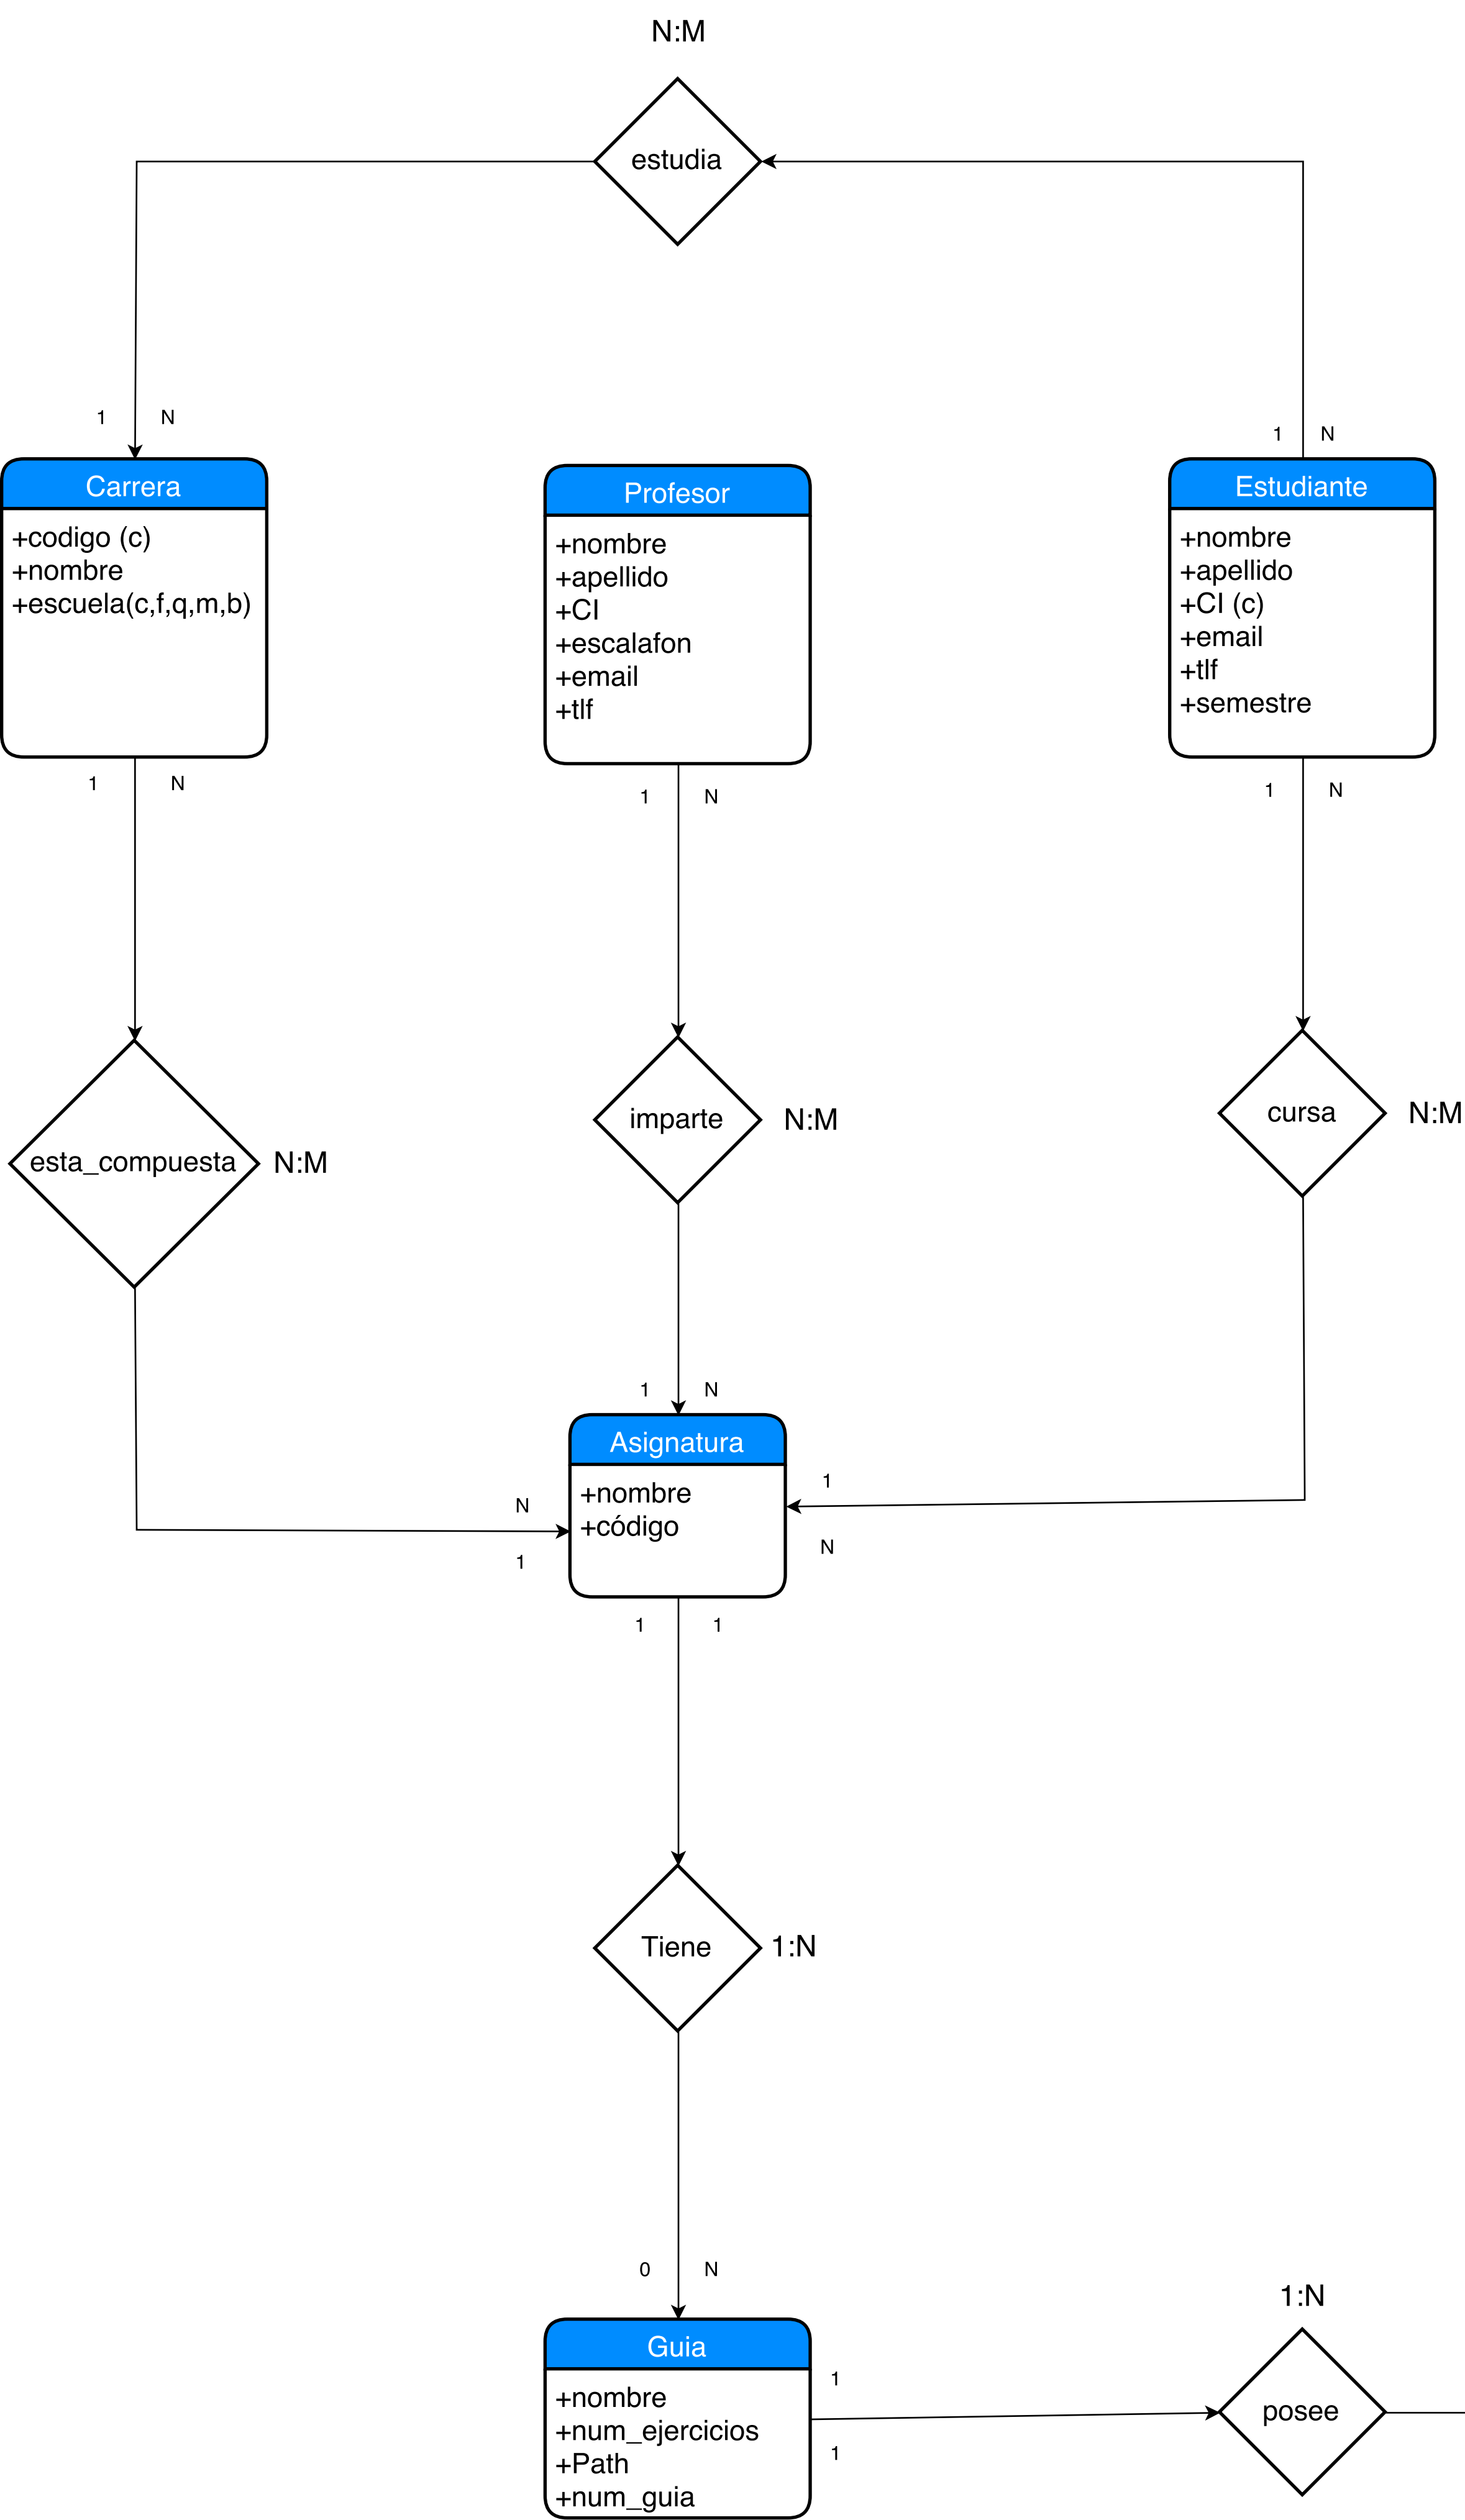 N:M
estudia
1 N
1 N
Carrera
+codigo (c)
+nombre
+escuela(c,f,q,m,b)
Profesor
+nombre
+apellido
+CI
+escalafon
+email
+tlf
Estudiante
+nombre
+apellido
+CI (c)
+email
+tlf
+semestre
1 N
1 N
1 N
esta_compuesta
N:M
imparte
N:M
cursa
N:M
1 N
Asignatura
+nombre
+código
N
1
1
N
1 1
Tiene
1:N
0 N
Guia
+nombre
+num_ejercicios
+Path
+num_guia
1
1
1:N
posee